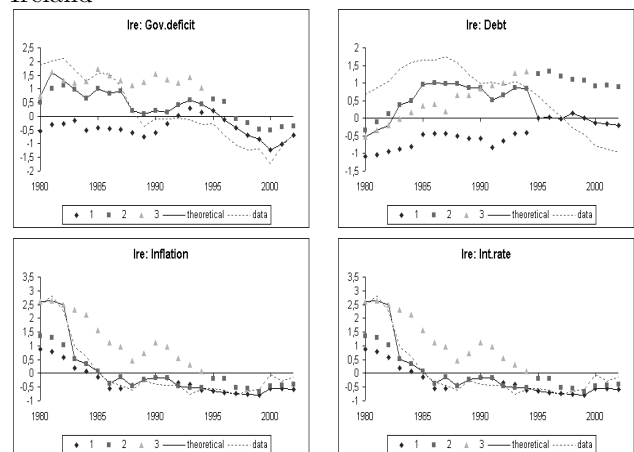 Ireland
Ire: Gov.deficit
2,5
2
1,5
1
0,5
0
-0,5
-1
-1,5
-2
1980 1985 1990 1995 2000
1 2 3 theoretical data
Ire: Debt
2
1,5
1
0,5
0
-0,5
-1
-1,5
1980 1985 1990 1995 2000
1 2 3 theoretical data
Ire: Inflation
3,5
3
2,5
2
1,5
1
0,5
0
-0,5
-1
1980 1985 1990 1995 2000
1 2 3 theoretical data
Ire: Int.rate
3,5
3
2,5
2
1,5
1
0,5
0
-0,5
-1
1980 1985 1990 1995 2000
1 2 3 theoretical data